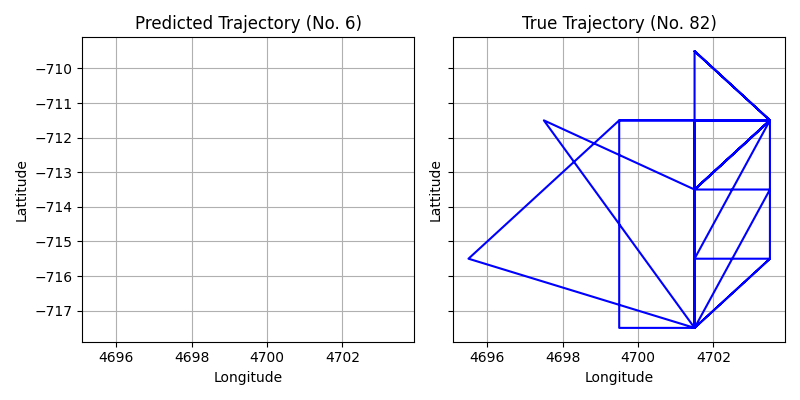 Predicted Trajectory (No. 6)
True Trajectory (No. 82)
Lattitude
−710
−711
−712
−713
−714
−715
−716
−717
4696 4698 4700 4702
Longitude
Lattitude
4696 4698 4700 4702
Longitude